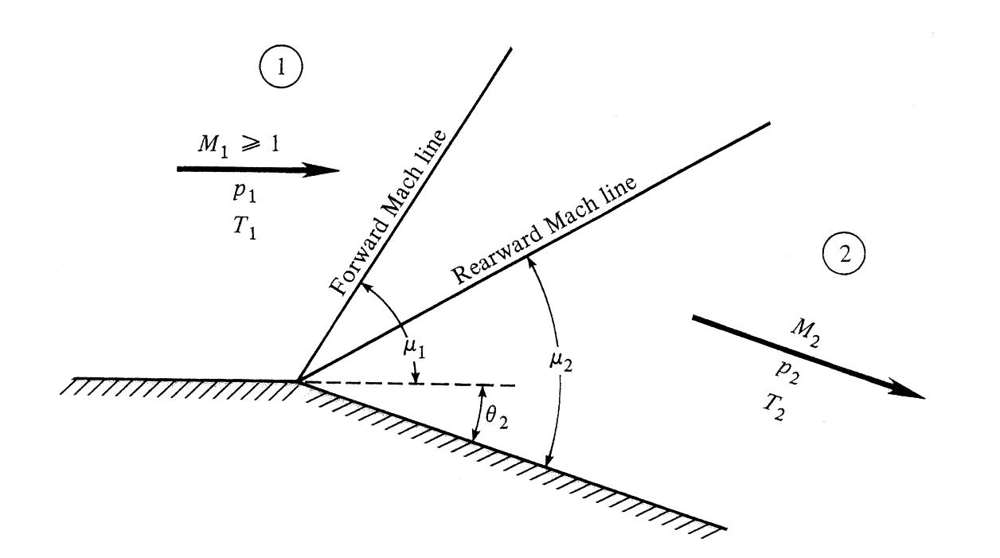 1
M₁ ⩾ 1
p₁
T₁
Forward Mach line
Rearward Mach line
2
μ₁
μ₂
θ₂
M₂
p₂
T₂